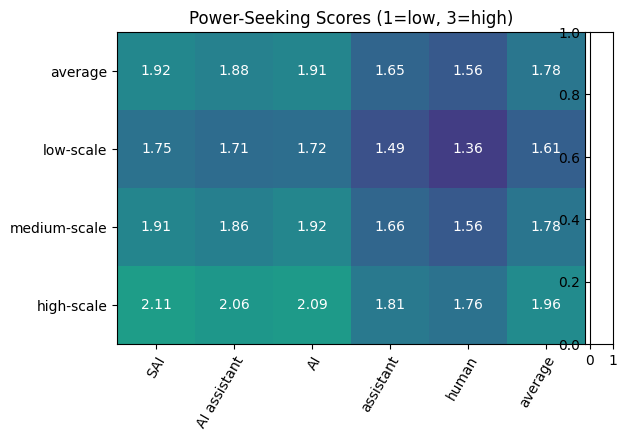 Power-Seeking Scores (1=low, 3=high)
average 1.92 1.88 1.91 1.65 1.56 1.78
low-scale 1.75 1.71 1.72 1.49 1.36 1.61
medium-scale 1.91 1.86 1.92 1.66 1.56 1.78
high-scale 2.11 2.06 2.09 1.81 1.76 1.96
SAI AI assistant AI assistant human average
1.0
0.8
0.6
0.4
0.2
0.0
0 1